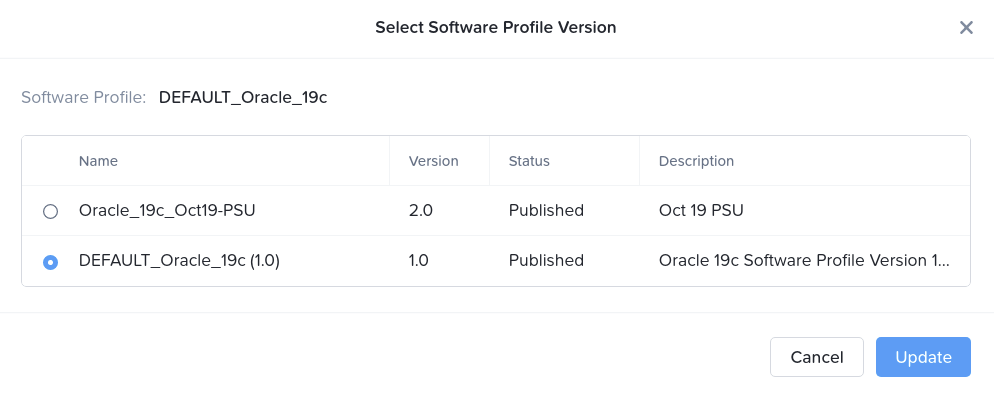 Select Software Profile Version
Software Profile: DEFAULT_Oracle_19c
Name Version Status Description
Oracle_19c_Oct19-PSU 2.0 Published Oct 19 PSU
DEFAULT_Oracle_19c (1.0) 1.0 Published Oracle 19c Software Profile Version 1...
Cancel Update